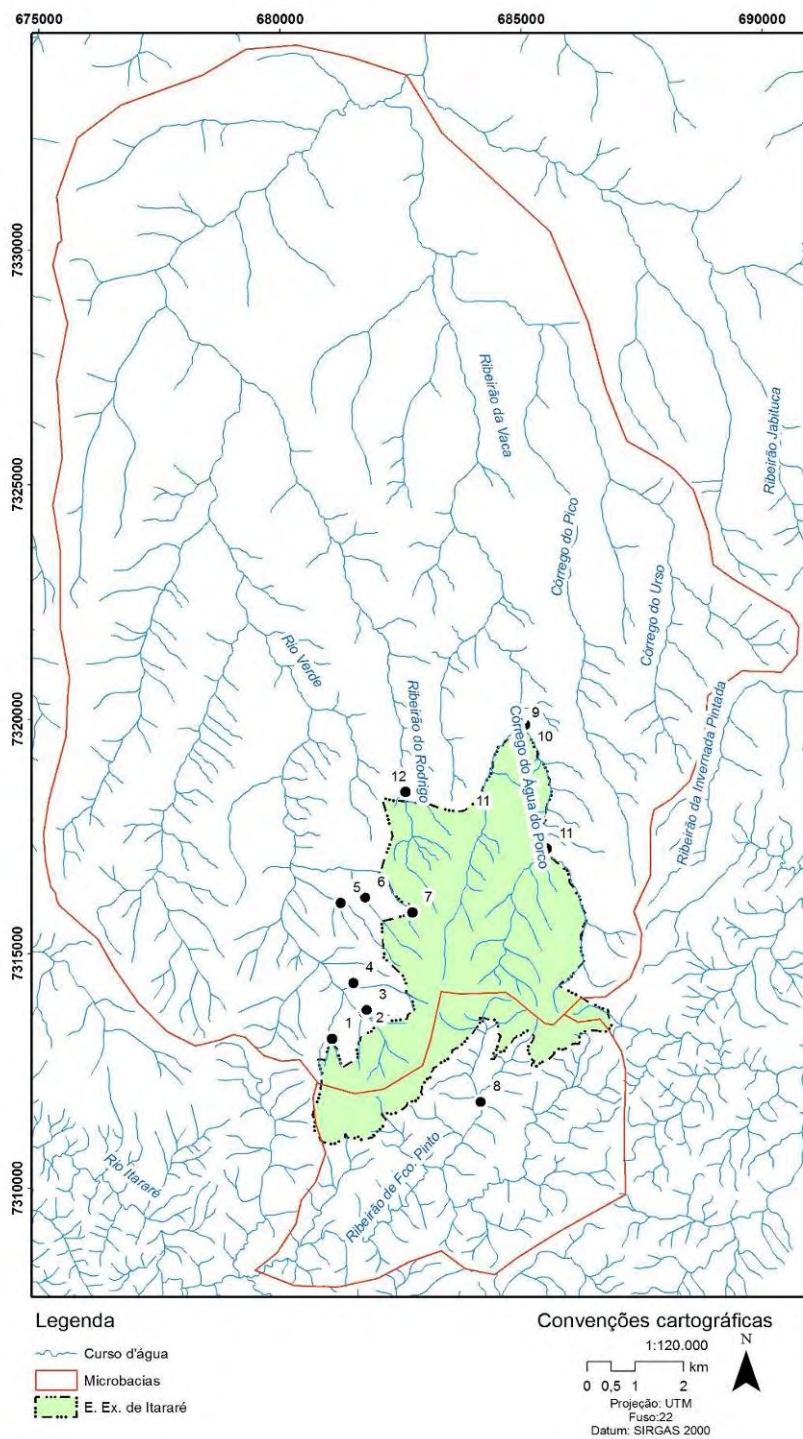 675000 680000 685000 690000
7330000
Ribeirão da Vaca
Ribeirão Jabituca
7325000
Córrego do Pico
Córrego do Urso
Rio Verde
7320000
Ribeirão do Rodrigo
9
Córrego do Água do Porco
10
Ribeirão da Invernada Pintada
12
11
11
5
6
7
7315000
4
3
1
2
8
7310000
Rio Itararé
Ribeirão de Fco. Pinto
Legenda
Curso d'água
Microbacias
E. Ex. de Itararé
Convenções cartográficas
1:120.000
N
km
0 0,5 1 2
Projeção: UTM
Fuso:22
Datum: SIRGAS 2000